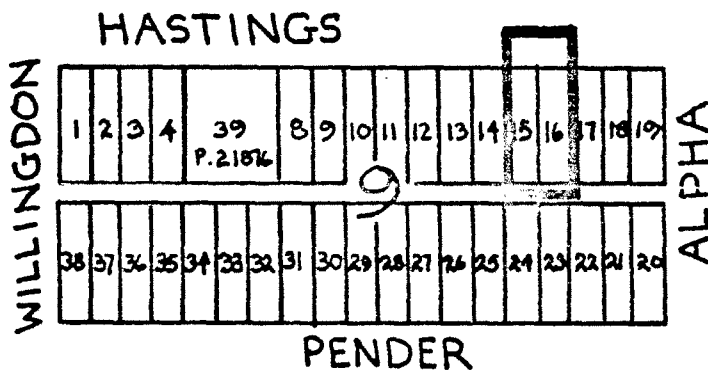 HASTINGS
WILLINGDON
1 2 3 4 39 8 9 10 11 12 13 14 15 16 17 18 19
P. 21876
9
ALPHA
38 37 36 35 34 33 32 31 30 29 28 27 26 25 24 23 22 21 20
PENDER